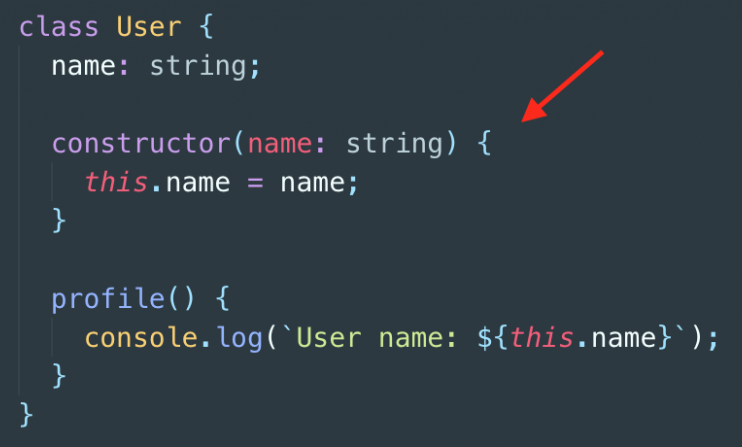 class User {
  name: string;

  constructor(name: string) {
    this.name = name;
  }

  profile() {
    console.log(`User name: ${this.name}`);
  }
}